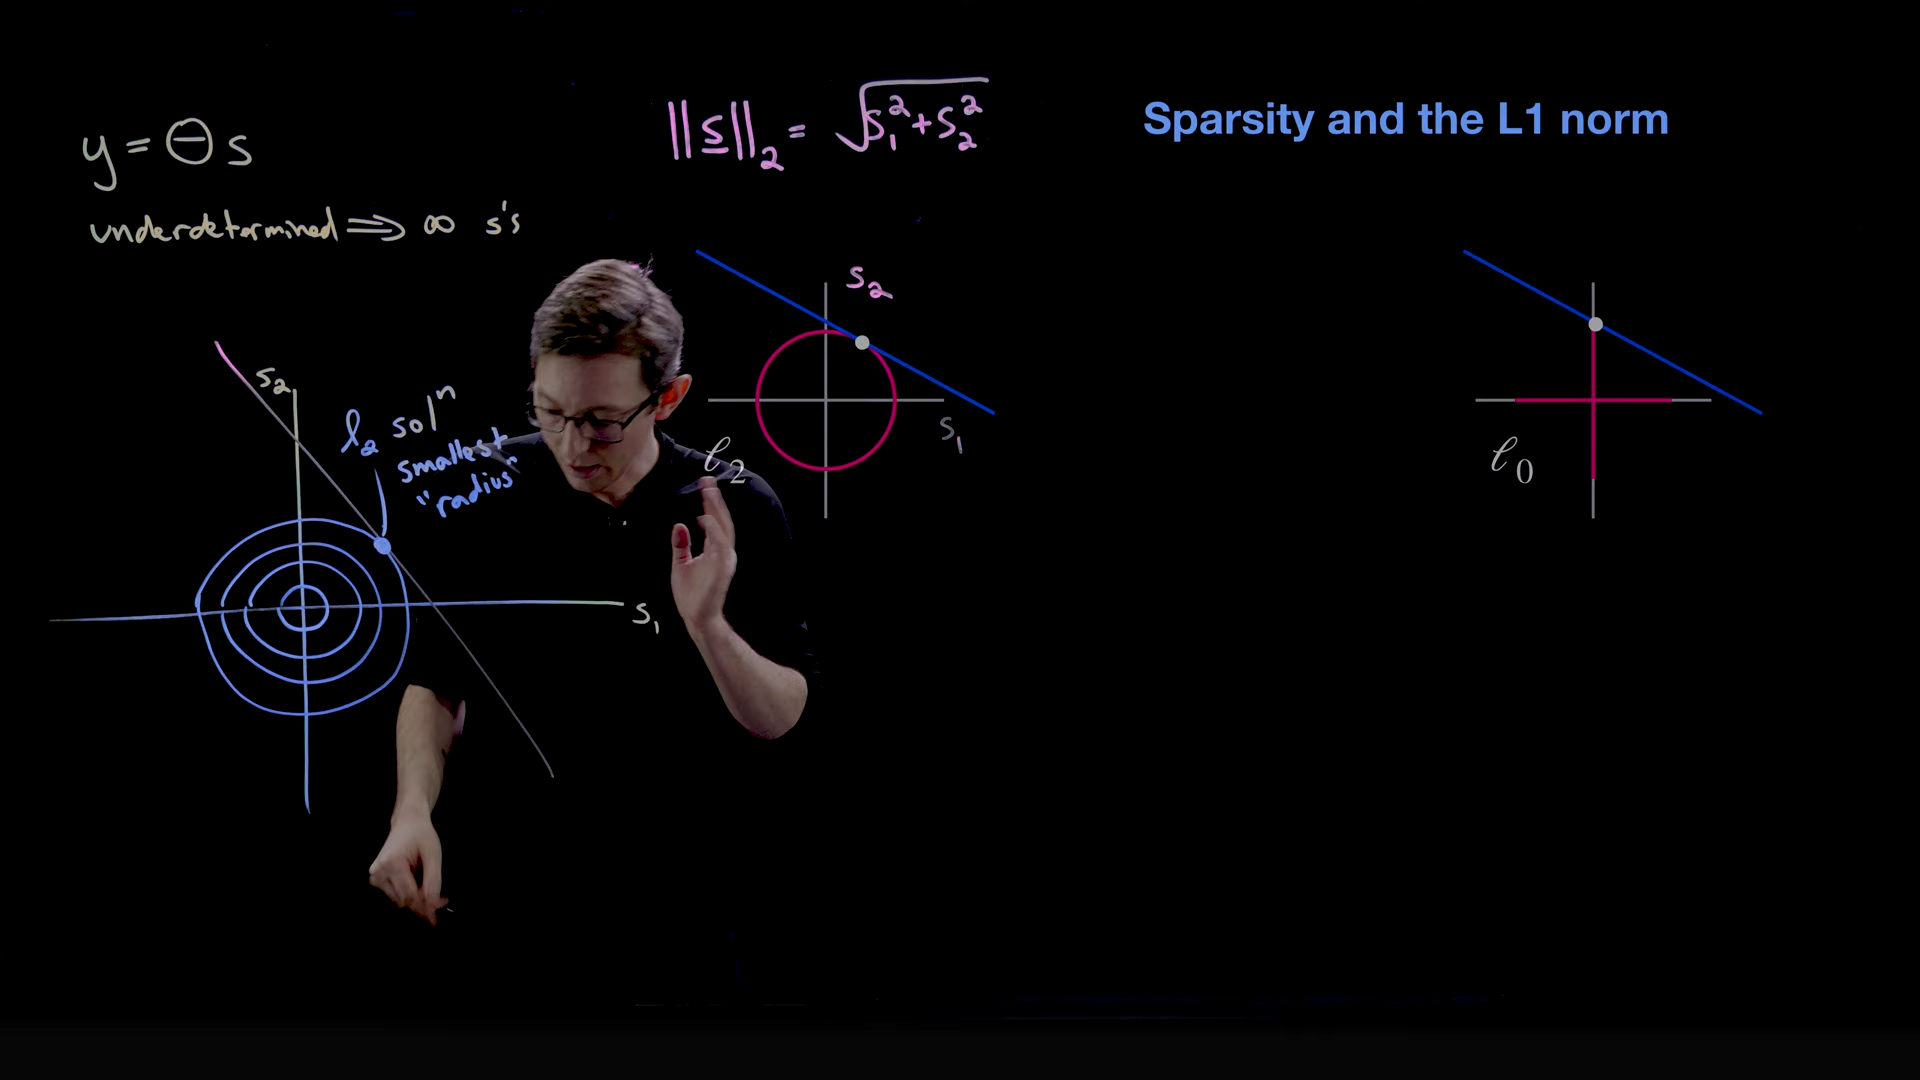 y = Θ s
underdetermined ⟹ ∞ s's
||s||₂ = √(s₁² + s₂²)
Sparsity and the L1 norm
s₂
ℓ₂ solⁿ
smallest
"radius"
s₁
s₂
s₁
ℓ₂
ℓ₀